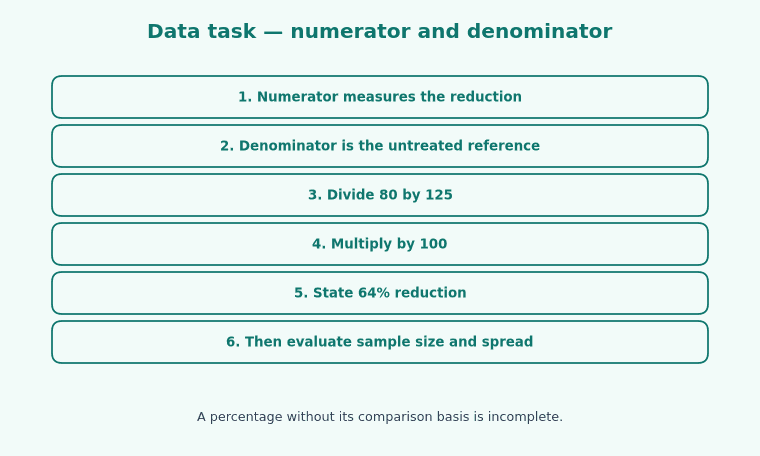 Data task — numerator and denominator
1. Numerator measures the reduction
2. Denominator is the untreated reference
3. Divide 80 by 125
4. Multiply by 100
5. State 64% reduction
6. Then evaluate sample size and spread
A percentage without its comparison basis is incomplete.